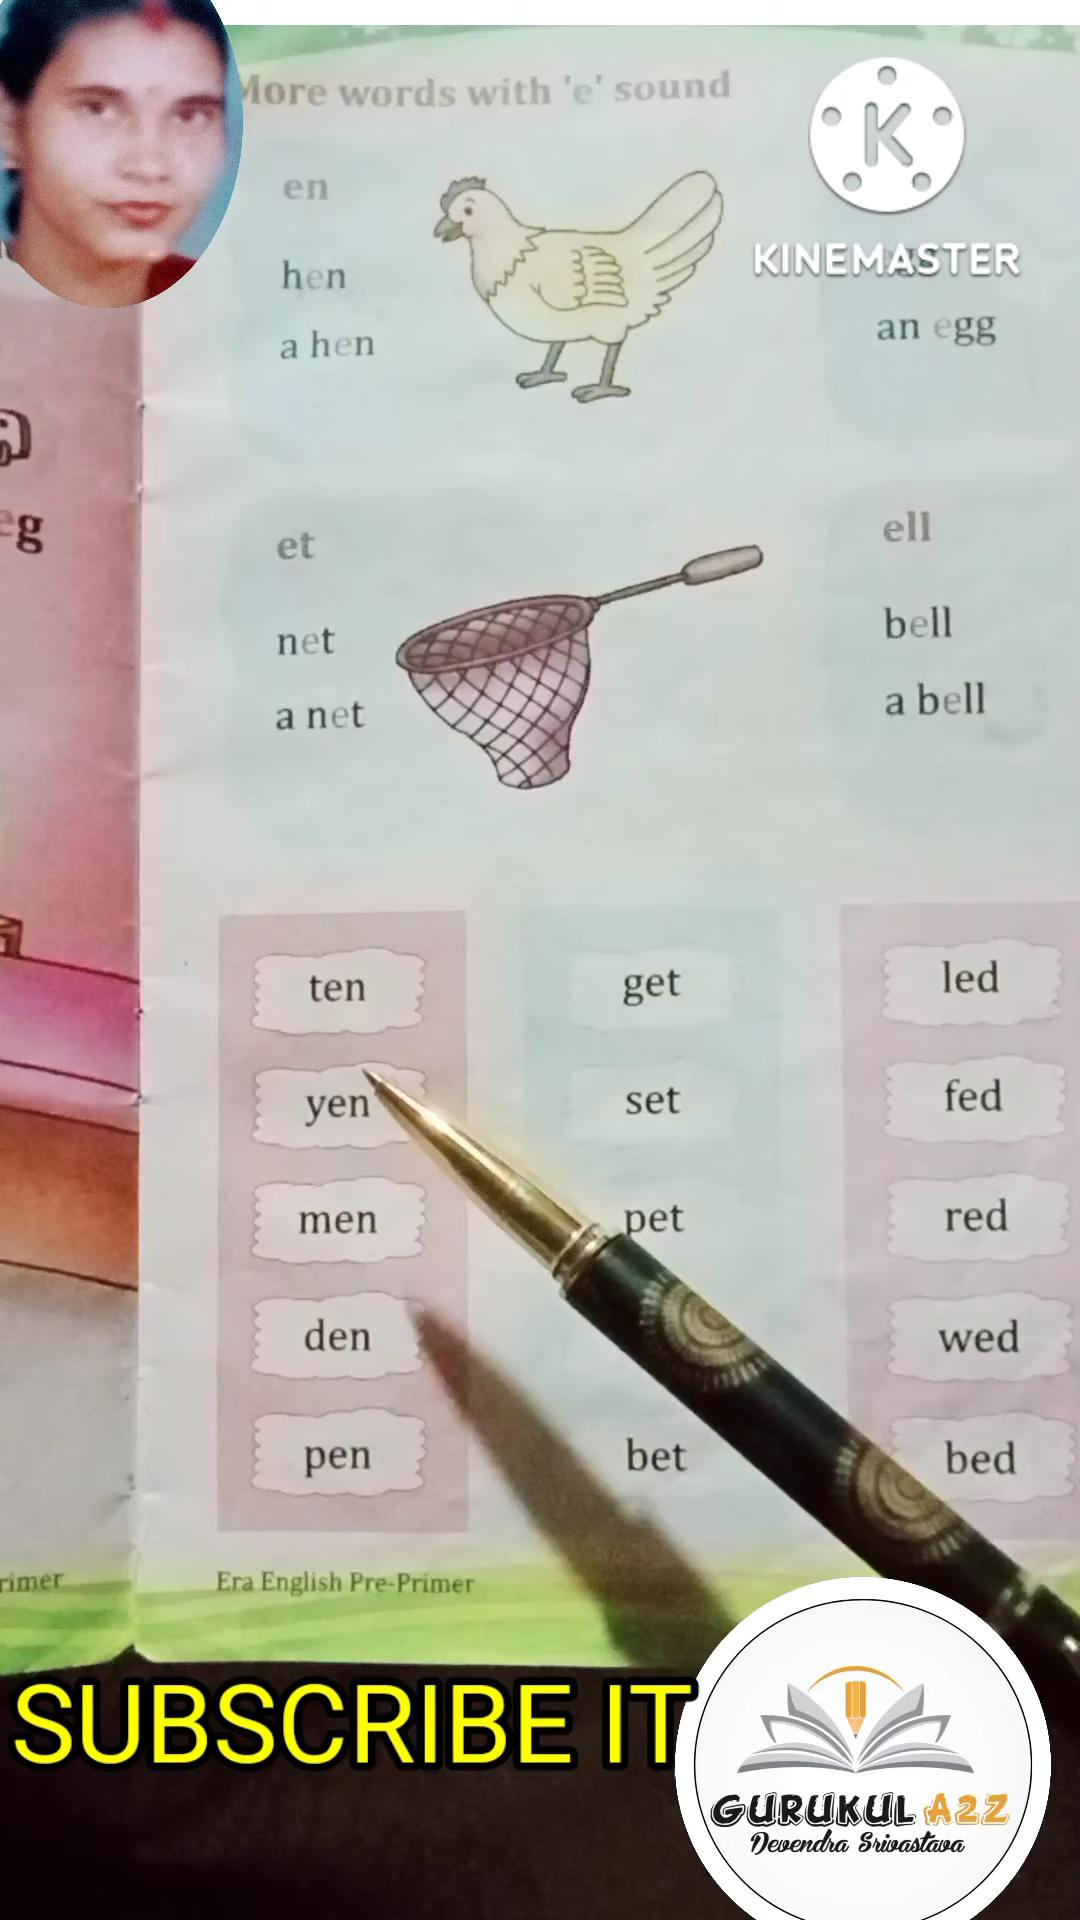 More words with 'e' sound
en
hen
a hen
KINEMASTER
an egg
eg
et
net
a net
ell
bell
a bell
ten
get
led
yen
set
fed
men
pet
red
den
wed
pen
bet
bed
rimer
Era English Pre-Primer
SUBSCRIBE IT
GURUKUL A2Z
Devendra Srivastava